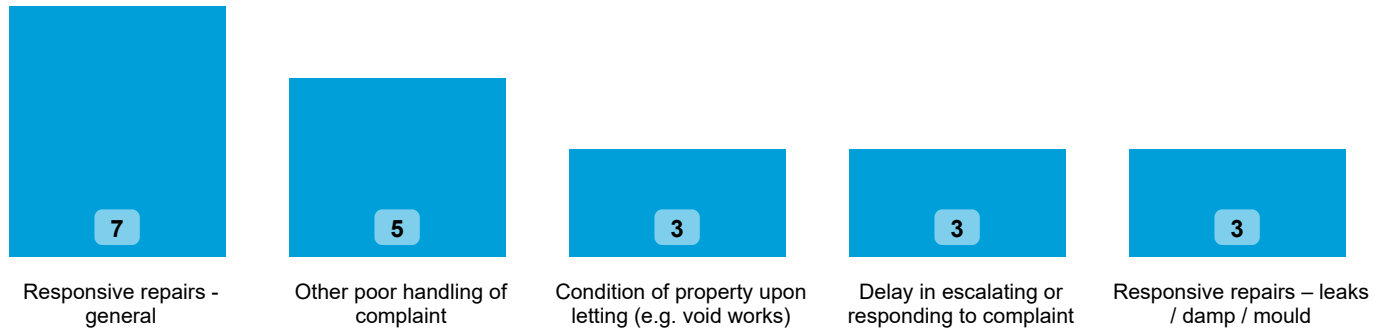 7
5
3
3
3
Responsive repairs -
general
Other poor handling of
complaint
Condition of property upon
letting (e.g. void works)
Delay in escalating or
responding to complaint
Responsive repairs – leaks
/ damp / mould